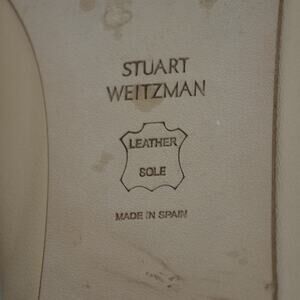 STUART
WEITZMAN
LEATHER
SOLE
MADE IN SPAIN